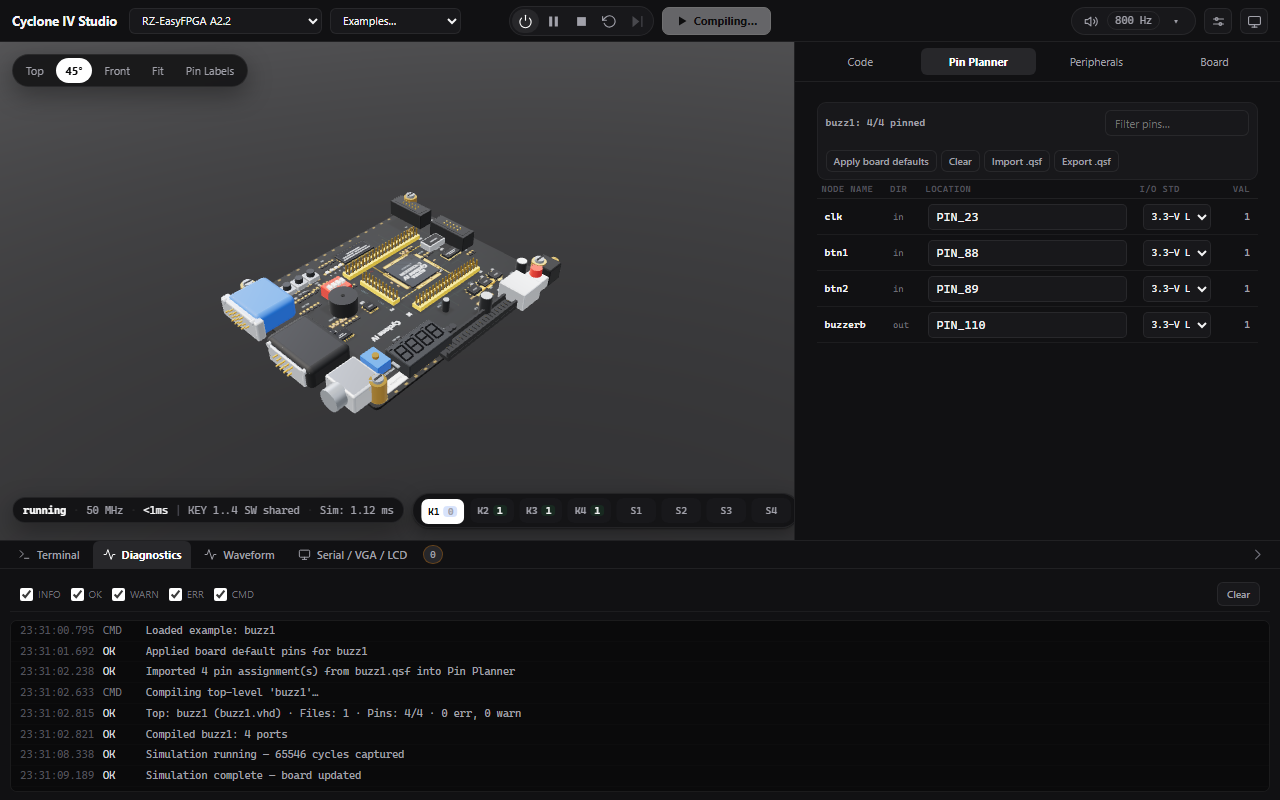 Cyclone IV Studio
RZ-EasyFPGA A2.2
Examples...
Compiling...
800 Hz
Top
45°
Front
Fit
Pin Labels
Cyclone IV
running · 50 MHz · <1ms | KEY 1..4 SW shared · Sim: 1.12 ms
K1 0
K2 1
K3 1
K4 1
S1
S2
S3
S4
Code
Pin Planner
Peripherals
Board
buzz1: 4/4 pinned
Filter pins...
Apply board defaults
Clear
Import .qsf
Export .qsf
NODE NAME DIR LOCATION I/O STD VAL
clk in PIN_23 3.3-V L 1
btn1 in PIN_88 3.3-V L 1
btn2 in PIN_89 3.3-V L 1
buzzerb out PIN_110 3.3-V L 1
Terminal
Diagnostics
Waveform
Serial / VGA / LCD
0
INFO
OK
WARN
ERR
CMD
Clear
23:31:00.795 CMD Loaded example: buzz1
23:31:01.692 OK Applied board default pins for buzz1
23:31:02.238 OK Imported 4 pin assignment(s) from buzz1.qsf into Pin Planner
23:31:02.633 CMD Compiling top-level 'buzz1'…
23:31:02.815 OK Top: buzz1 (buzz1.vhd) · Files: 1 · Pins: 4/4 · 0 err, 0 warn
23:31:02.821 OK Compiled buzz1: 4 ports
23:31:08.338 OK Simulation running — 65546 cycles captured
23:31:09.189 OK Simulation complete — board updated